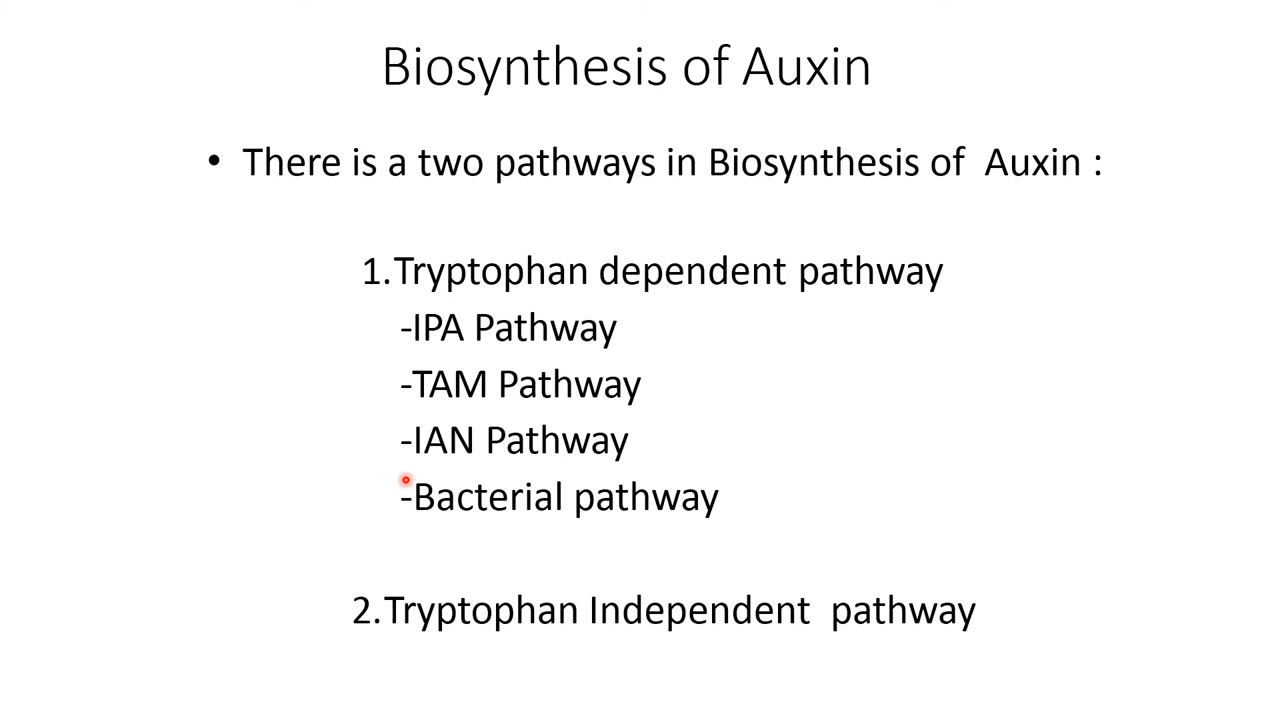 Biosynthesis of Auxin
• There is a two pathways in Biosynthesis of Auxin :
1.Tryptophan dependent pathway
-IPA Pathway
-TAM Pathway
-IAN Pathway
-Bacterial pathway
2.Tryptophan Independent pathway